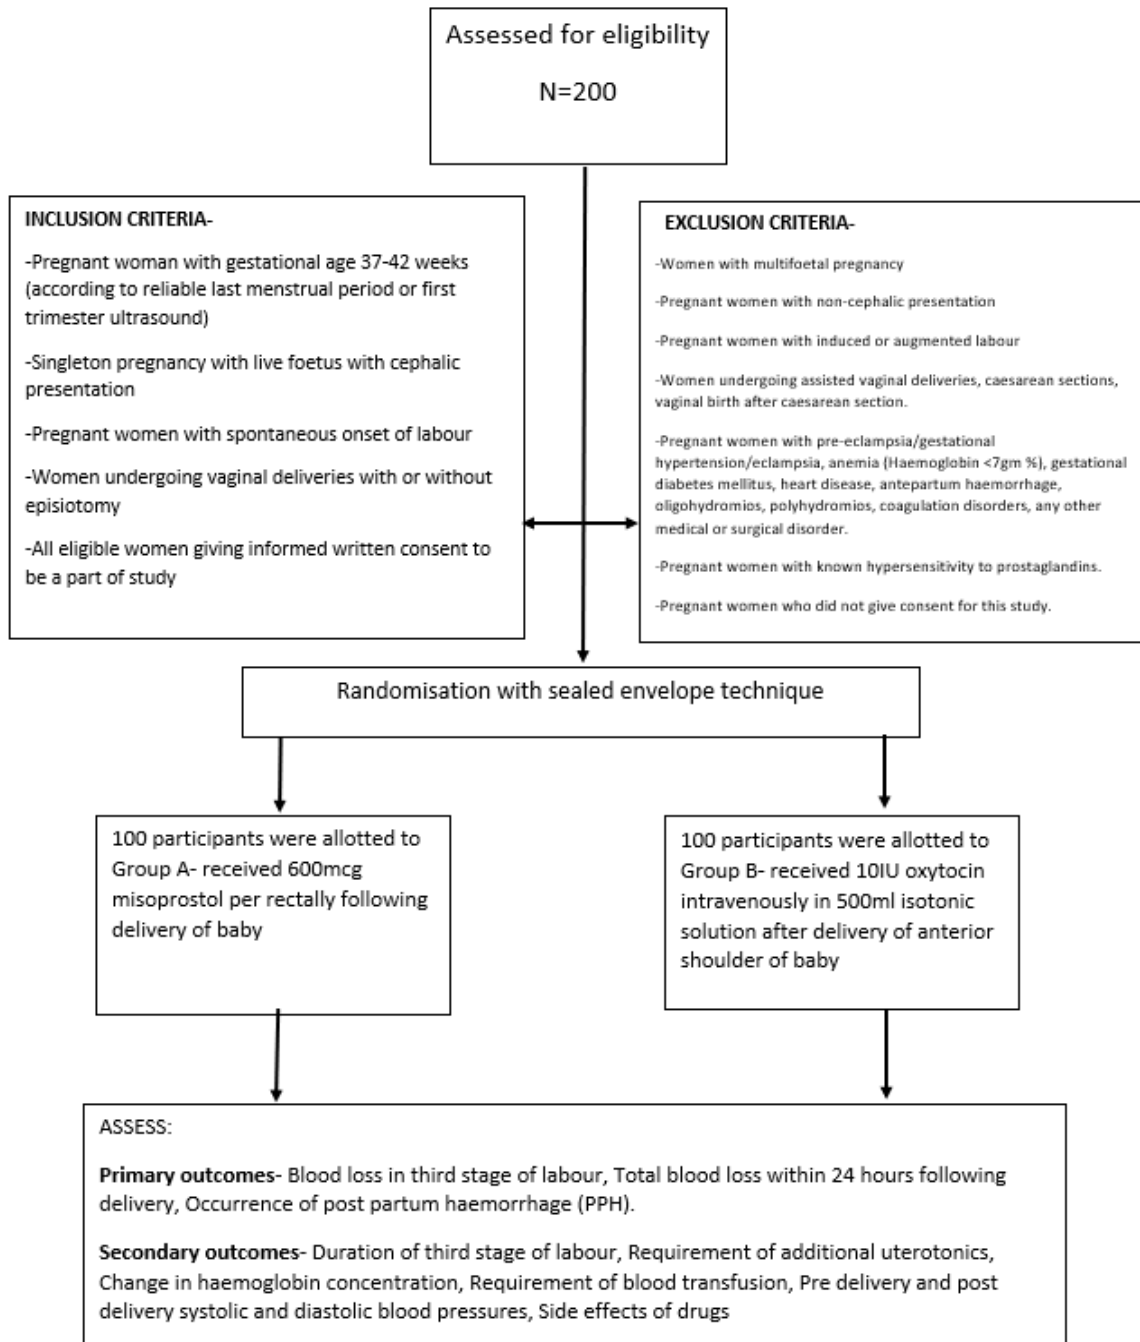 Assessed for eligibility
N=200
INCLUSION CRITERIA-
-Pregnant woman with gestational age 37-42 weeks
(according to reliable last menstrual period or first
trimester ultrasound)
-Singleton pregnancy with live foetus with cephalic
presentation
-Pregnant women with spontaneous onset of labour
-Women undergoing vaginal deliveries with or without
episiotomy
-All eligible women giving informed written consent to
be a part of study
EXCLUSION CRITERIA-
-Women with multifoetal pregnancy
-Pregnant women with non-cephalic presentation
-Pregnant women with induced or augmented labour
-Women undergoing assisted vaginal deliveries, caesarean sections,
vaginal birth after caesarean section.
-Pregnant women with pre-eclampsia/gestational
hypertension/eclampsia, anemia (Haemoglobin <7gm %), gestational
diabetes mellitus, heart disease, antepartum haemorrhage,
oligohydromios, polyhydromios, coagulation disorders, any other
medical or surgical disorder.
-Pregnant women with known hypersensitivity to prostaglandins.
-Pregnant women who did not give consent for this study.
Randomisation with sealed envelope technique
100 participants were allotted to
Group A- received 600mcg
misoprostol per rectally following
delivery of baby
100 participants were allotted to
Group B- received 10IU oxytocin
intravenously in 500ml isotonic
solution after delivery of anterior
shoulder of baby
ASSESS:
Primary outcomes- Blood loss in third stage of labour, Total blood loss within 24 hours following
delivery, Occurrence of post partum haemorrhage (PPH).
Secondary outcomes- Duration of third stage of labour, Requirement of additional uterotonics,
Change in haemoglobin concentration, Requirement of blood transfusion, Pre delivery and post
delivery systolic and diastolic blood pressures, Side effects of drugs